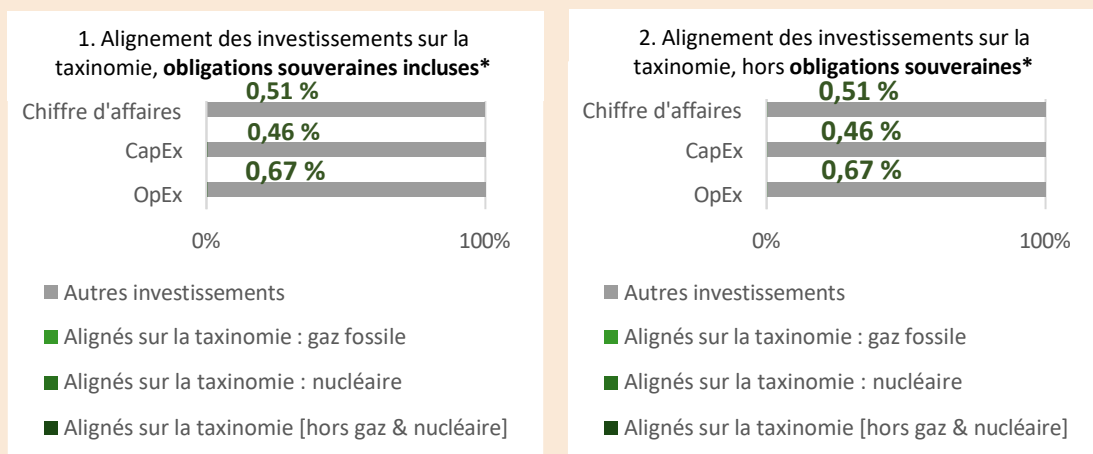 1. Alignement des investissements sur la
taxinomie, obligations souveraines incluses*
0,51 %
Chiffre d'affaires
0,46 %
CapEx
0,67 %
OpEx
0%
100%
Autres investissements
Alignés sur la taxinomie : gaz fossile
Alignés sur la taxinomie : nucléaire
Alignés sur la taxinomie [hors gaz & nucléaire]
2. Alignement des investissements sur la
taxinomie, hors obligations souveraines*
0,51 %
Chiffre d'affaires
0,46 %
CapEx
0,67 %
OpEx
0%
100%
Autres investissements
Alignés sur la taxinomie : gaz fossile
Alignés sur la taxinomie : nucléaire
Alignés sur la taxinomie [hors gaz & nucléaire]